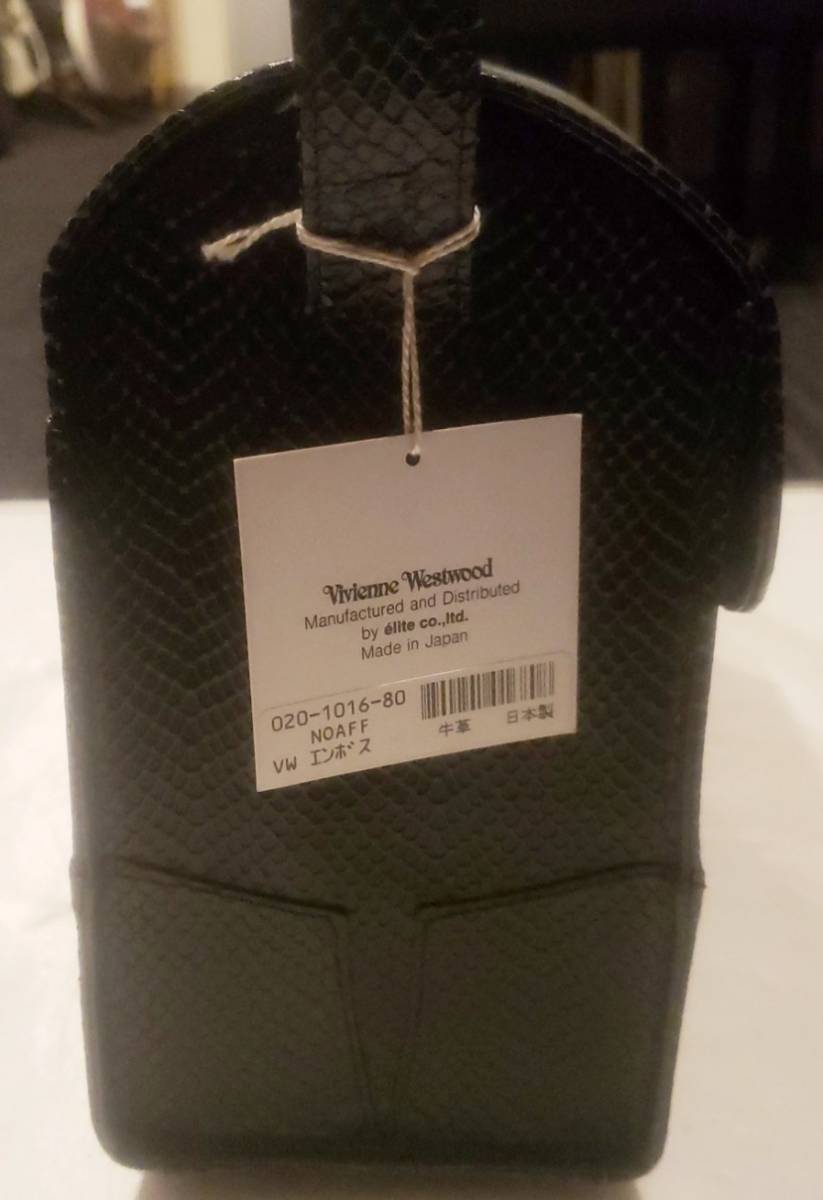 Vivienne Westwood
Manufactured and Distributed
by élite co.,ltd.
Made in Japan
020-1016-80
NOAFF
牛革 日本製
VW エンボス